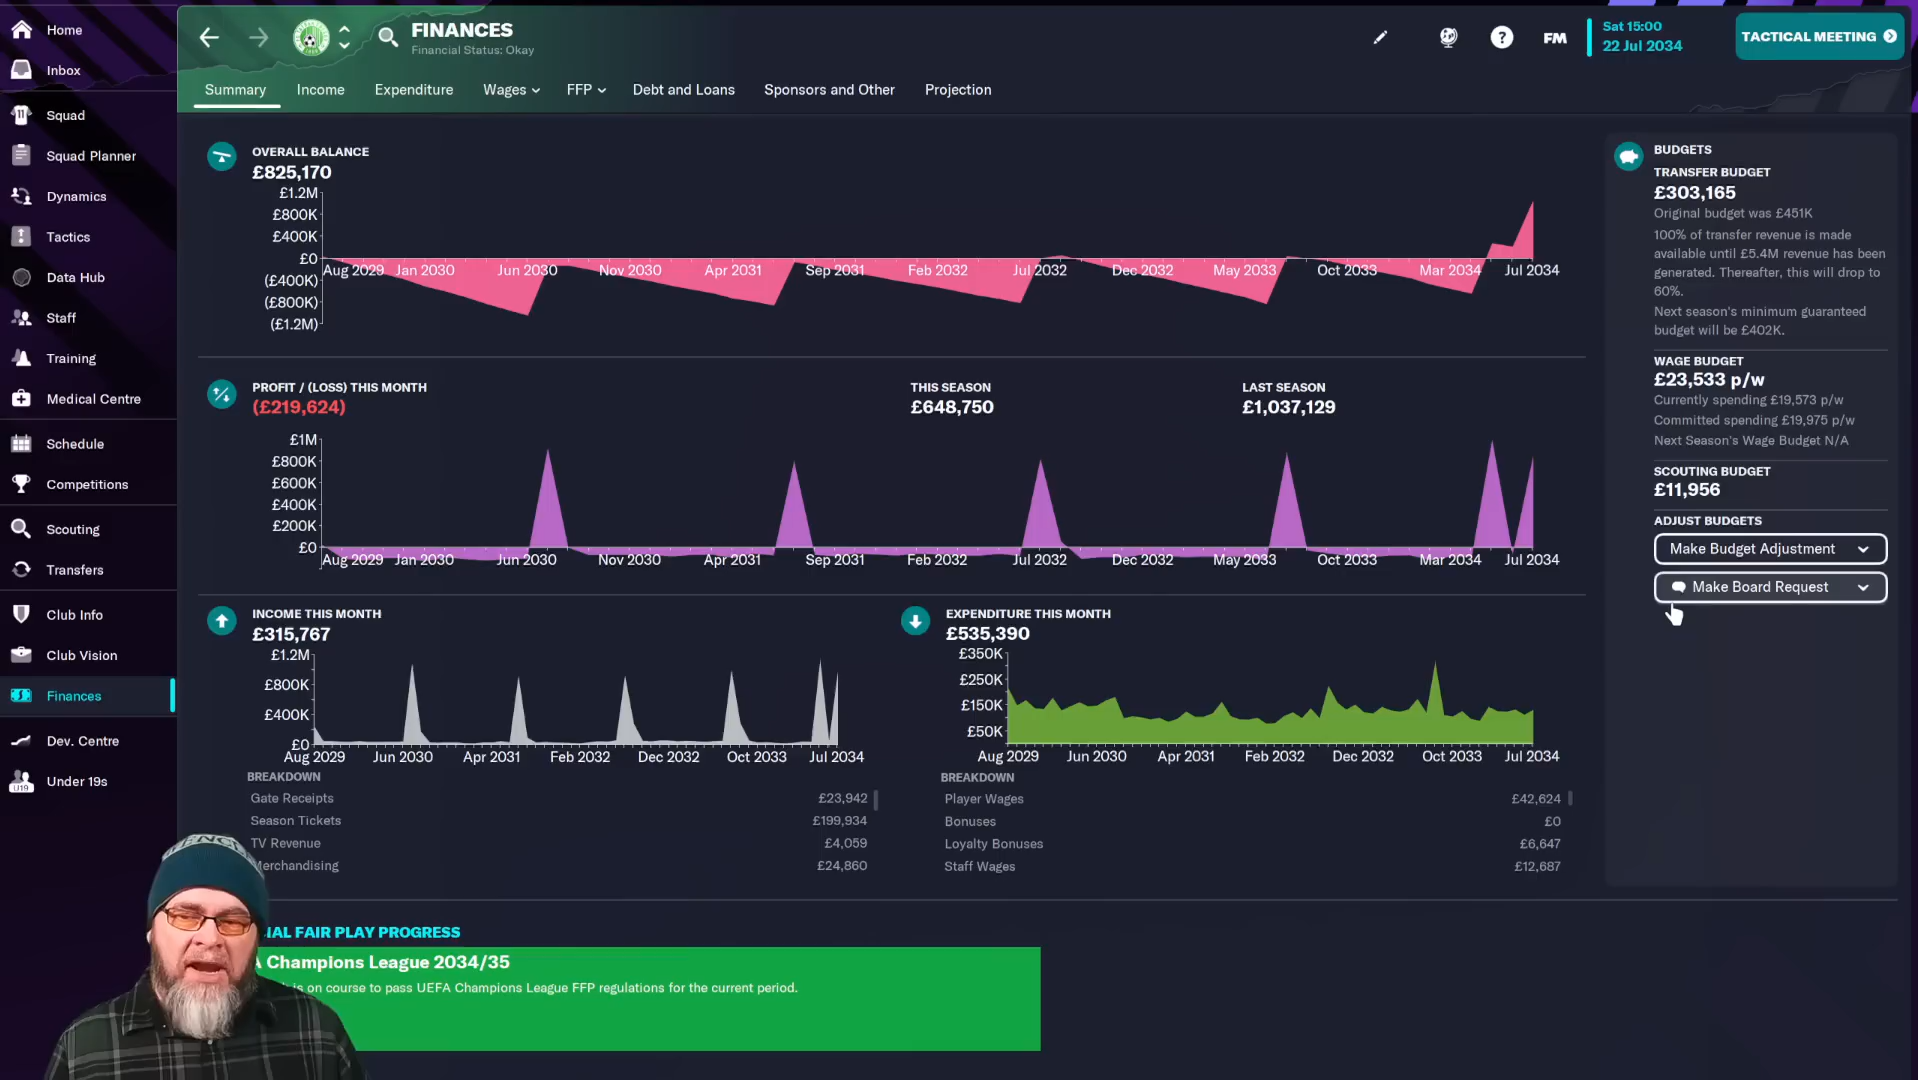 Home
Inbox
Squad
Squad Planner
Dynamics
Tactics
Data Hub
Staff
Training
Medical Centre
Schedule
Competitions
Scouting
Transfers
Club Info
Club Vision
Finances
Dev. Centre
Under 19s
U19
FINANCES
Financial Status: Okay
FM
Sat 15:00
22 Jul 2034
TACTICAL MEETING
Summary
Income
Expenditure
Wages
FFP
Debt and Loans
Sponsors and Other
Projection
OVERALL BALANCE
£825,170
£1.2M
£800K
£400K
£0
(£400K)
(£800K)
(£1.2M)
Aug 2029 Jan 2030 Jun 2030 Nov 2030 Apr 2031 Sep 2031 Feb 2032 Jul 2032 Dec 2032 May 2033 Oct 2033 Mar 2034 Jul 2034
PROFIT / (LOSS) THIS MONTH
(£219,624)
THIS SEASON
£648,750
LAST SEASON
£1,037,129
£1M
£800K
£600K
£400K
£200K
£0
Aug 2029 Jan 2030 Jun 2030 Nov 2030 Apr 2031 Sep 2031 Feb 2032 Jul 2032 Dec 2032 May 2033 Oct 2033 Mar 2034 Jul 2034
INCOME THIS MONTH
£315,767
£1.2M
£800K
£400K
£0
Aug 2029 Jun 2030 Apr 2031 Feb 2032 Dec 2032 Oct 2033 Jul 2034
BREAKDOWN
Gate Receipts £23,942
Season Tickets £199,934
TV Revenue £4,059
Merchandising £24,860
EXPENDITURE THIS MONTH
£535,390
£350K
£250K
£150K
£50K
Aug 2029 Jun 2030 Apr 2031 Feb 2032 Dec 2032 Oct 2033 Jul 2034
BREAKDOWN
Player Wages £42,624
Bonuses £0
Loyalty Bonuses £6,647
Staff Wages £12,687
BUDGETS
TRANSFER BUDGET
£303,165
Original budget was £451K
100% of transfer revenue is made
available until £5.4M revenue has been
generated. Thereafter, this will drop to
60%.
Next season's minimum guaranteed
budget will be £402K.
WAGE BUDGET
£23,533 p/w
Currently spending £19,573 p/w
Committed spending £19,975 p/w
Next Season's Wage Budget N/A
SCOUTING BUDGET
£11,956
ADJUST BUDGETS
Make Budget Adjustment
Make Board Request
FAIR PLAY PROGRESS
A Champions League 2034/35
is on course to pass UEFA Champions League FFP regulations for the current period.